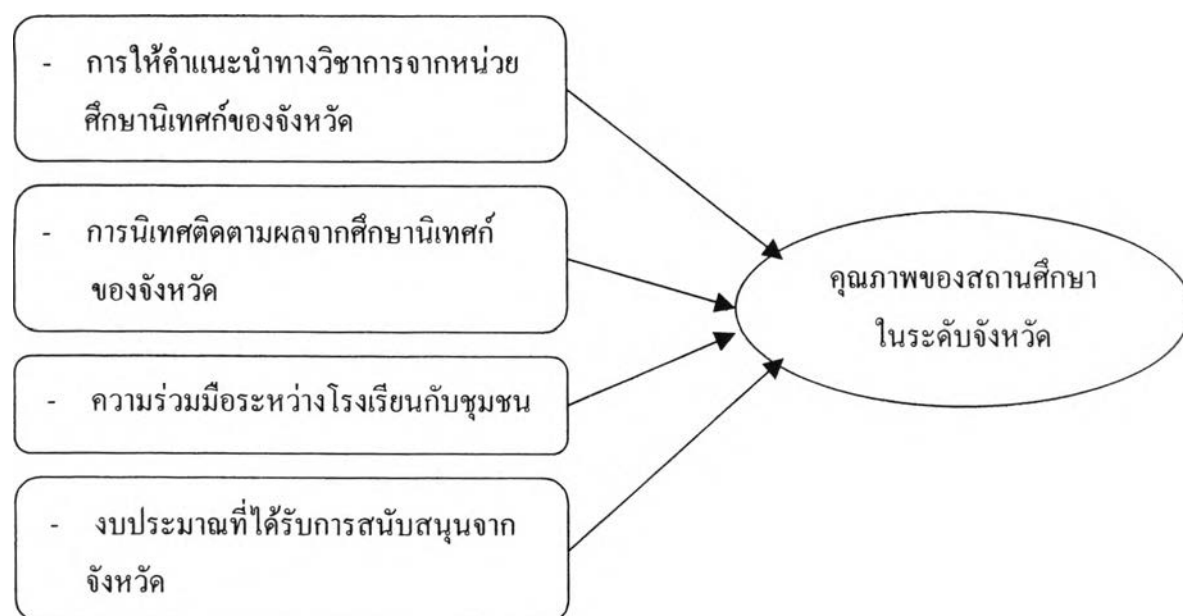 - การให้คำแนะนำทางวิชาการจากหน่วย
ศึกษานิเทศก์ของจังหวัด
- การนิเทศติดตามผลจากศึกษานิเทศก์
ของจังหวัด
- ความร่วมมือระหว่างโรงเรียนกับชุมชน
- งบประมาณที่ได้รับการสนับสนุนจาก
จังหวัด
คุณภาพของสถานศึกษา
ในระดับจังหวัด